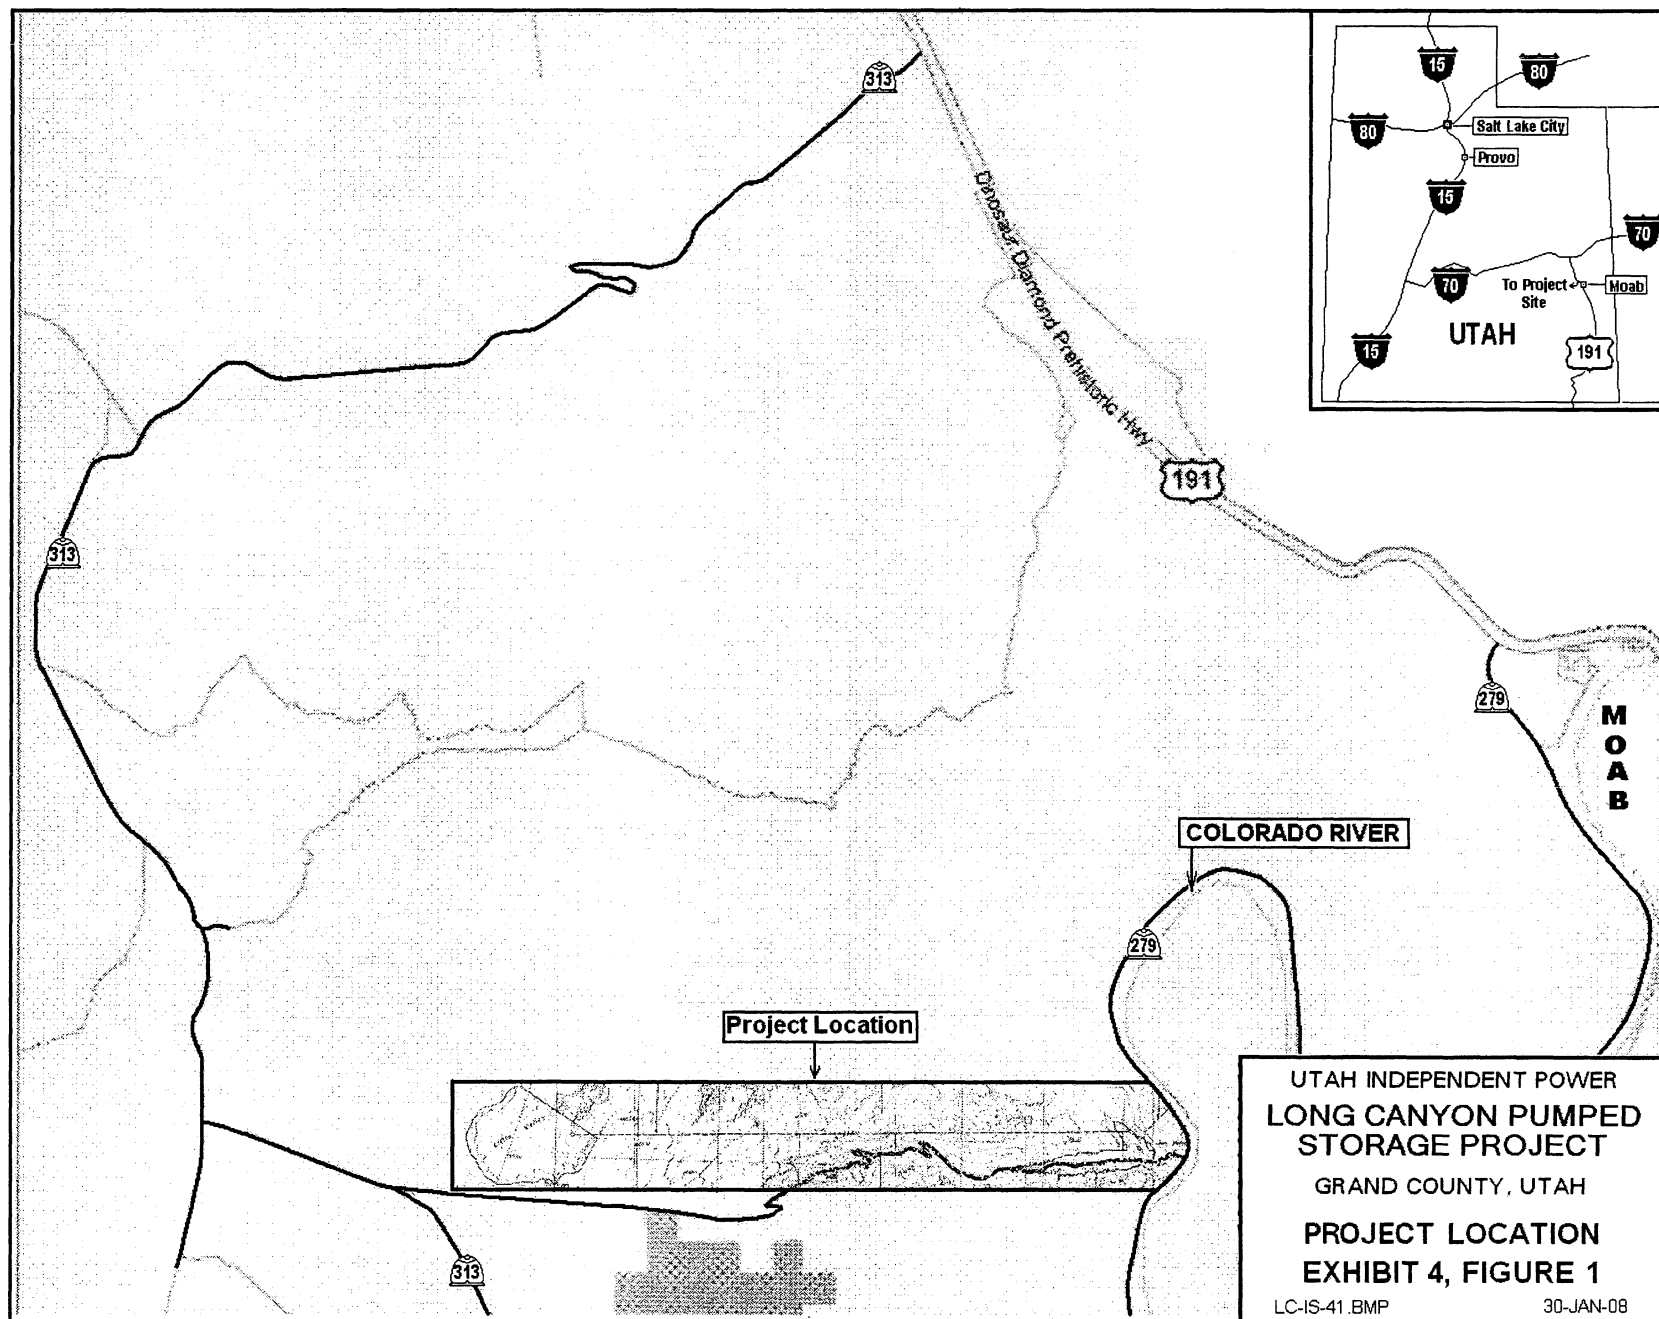 313
Dinosaur Diamond Prehistoric Hwy
191
313
279
MOAB
COLORADO RIVER
279
Project Location
313
15
80
80
Salt Lake City
Provo
15
70
70
To Project
Site
Moab
UTAH
15
191
UTAH INDEPENDENT POWER
LONG CANYON PUMPED
STORAGE PROJECT
GRAND COUNTY, UTAH
PROJECT LOCATION
EXHIBIT 4, FIGURE 1
LC-IS-41.BMP 30-JAN-08